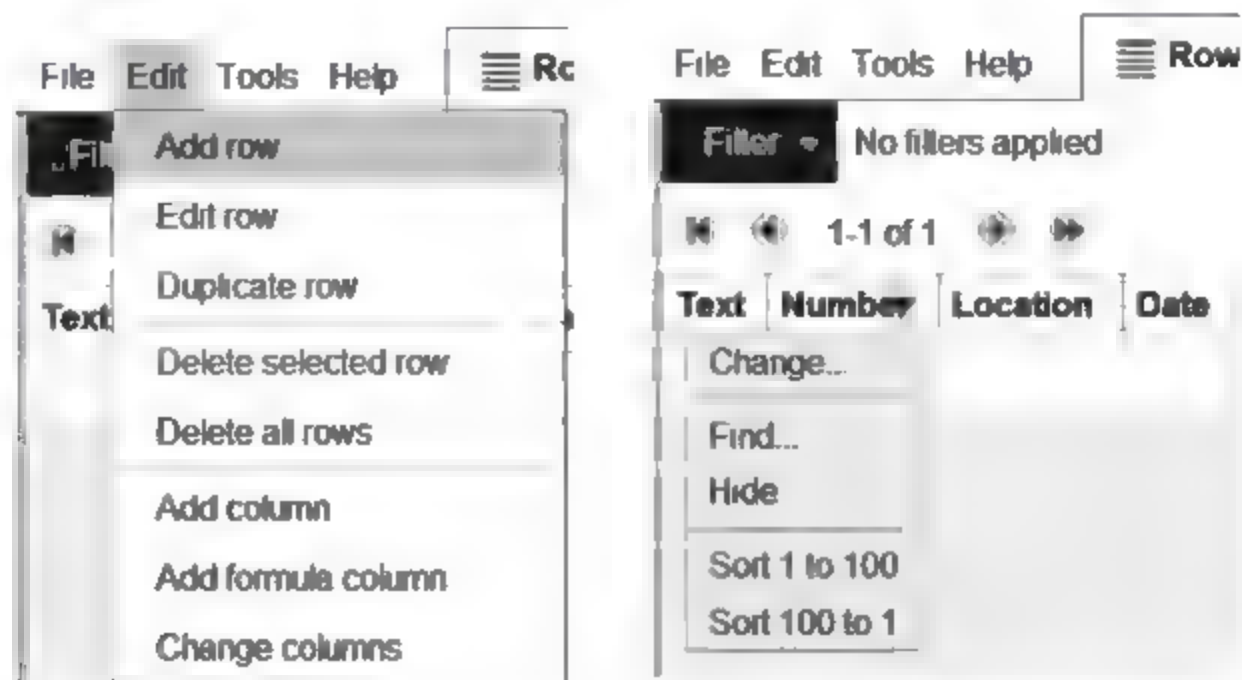 File Edit Tools Help Rc
Fil
Add row
Edit row
Duplicate row
Text
Delete selected row
Delete all rows
Add column
Add formula column
Change columns
File Edit Tools Help Row
Filter No filters applied
1-1 of 1
Text Number Location Date
Change...
Find...
Hide
Sort 1 to 100
Sort 100 to 1